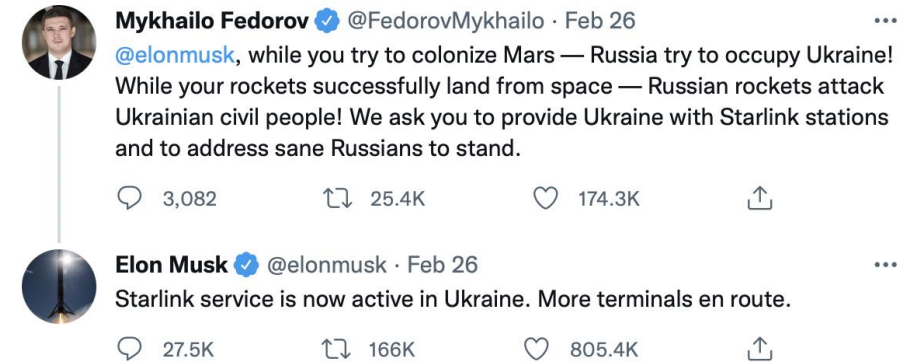 Mykhailo Fedorov @FedorovMykhailo · Feb 26
@elonmusk, while you try to colonize Mars — Russia try to occupy Ukraine!
While your rockets successfully land from space — Russian rockets attack
Ukrainian civil people! We ask you to provide Ukraine with Starlink stations
and to address sane Russians to stand.
3,082 25.4K 174.3K
Elon Musk @elonmusk · Feb 26
Starlink service is now active in Ukraine. More terminals en route.
27.5K 166K 805.4K